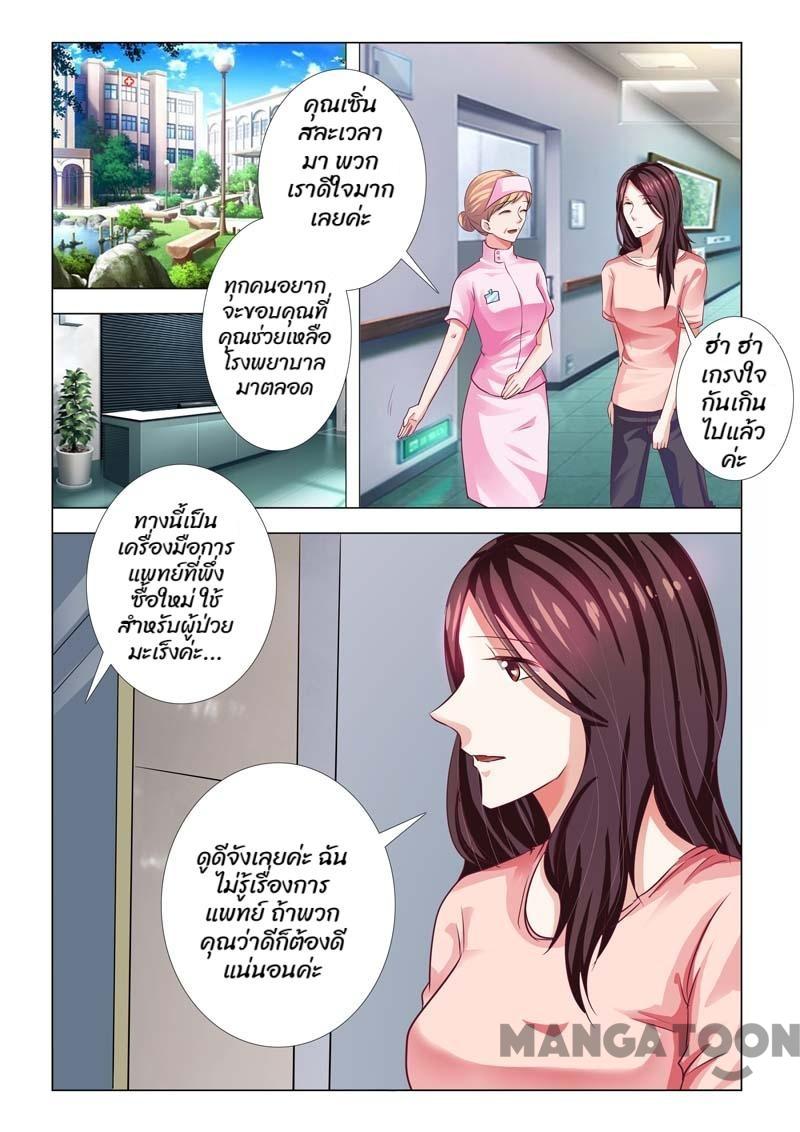 คุณเซิ่น
สละเวลา
มา พวก
เราดีใจมาก
เลยค่ะ
ทุกคนอยาก
จะขอบคุณที่
คุณช่วยเหลือ
โรงพยาบาล
มาตลอด
ฮ่า ฮ่า
เกรงใจ
กันเกิน
ไปแล้ว
ค่ะ
ทางนี้เป็น
เครื่องมือการ
แพทย์ที่พึ่ง
ซื้อใหม่ ใช้
สำหรับผู้ป่วย
มะเร็งค่ะ...
ดูดีจังเลยค่ะ ฉัน
ไม่รู้เรื่องการ
แพทย์ ถ้าพวก
คุณว่าดีก็ต้องดี
แน่นอนค่ะ
MANGATOON